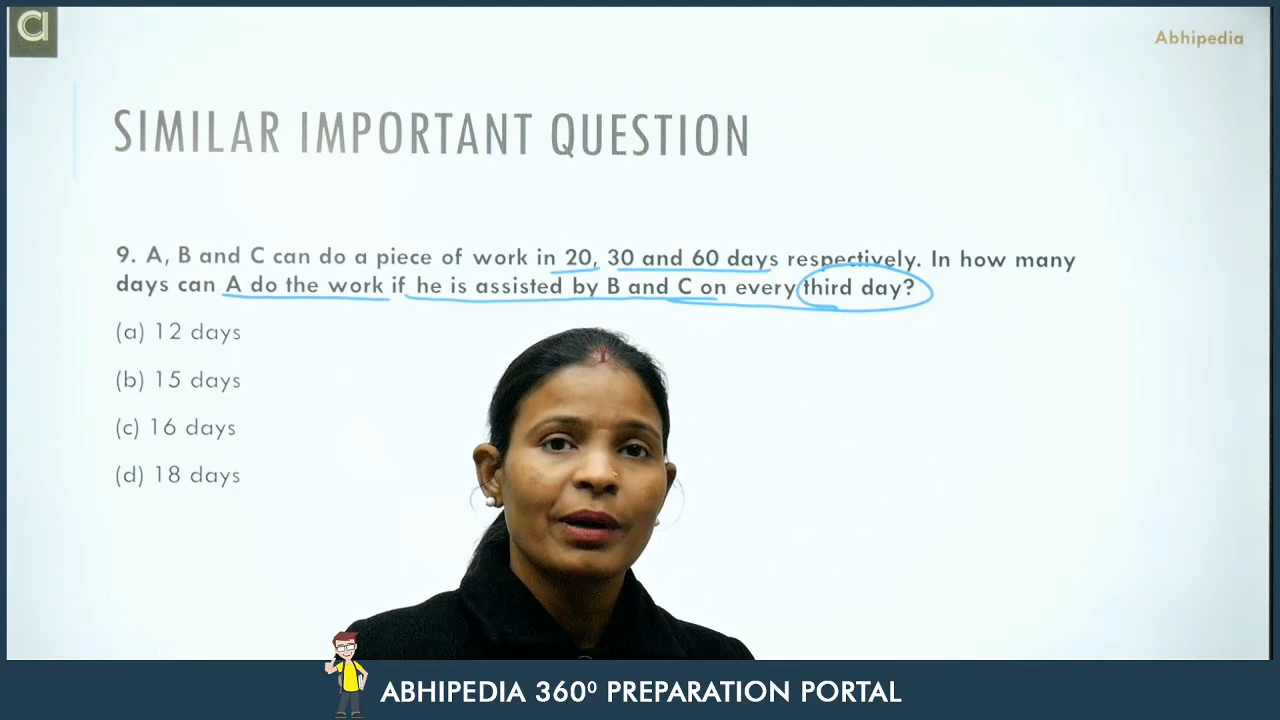 a
Abhipedia
SIMILAR IMPORTANT QUESTION
9. A, B and C can do a piece of work in 20, 30 and 60 days respectively. In how many
days can A do the work if he is assisted by B and C on every third day?
(a) 12 days
(b) 15 days
(c) 16 days
(d) 18 days
ABHIPEDIA 360⁰ PREPARATION PORTAL